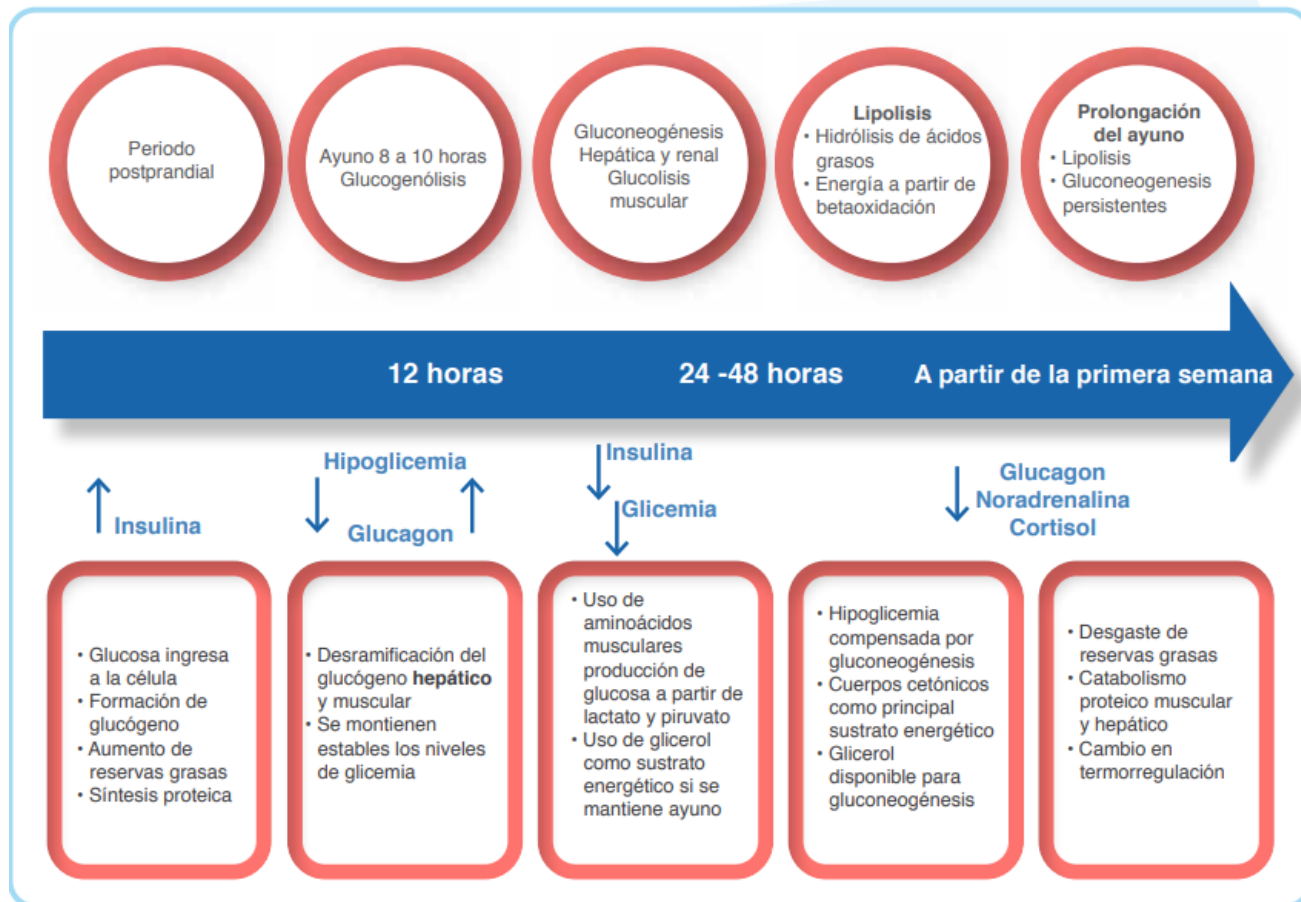 Periodo
postprandial
Ayuno 8 a 10 horas
Glucogenólisis
Gluconeogénesis
Hepática y renal
Glucolisis
muscular
Lipolisis
• Hidrólisis de ácidos
grasos
• Energía a partir de
betaoxidación
Prolongación
del ayuno
• Lipolisis
• Gluconeogenesis
persistentes
12 horas
24 -48 horas
A partir de la primera semana
Insulina
Hipoglicemia
Glucagon
Insulina
Glicemia
Glucagon
Noradrenalina
Cortisol
• Glucosa ingresa
a la célula
• Formación de
glucógeno
• Aumento de
reservas grasas
• Síntesis proteica
• Desramificación del
glucógeno hepático
y muscular
• Se montienen
estables los niveles
de glicemia
• Uso de
aminoácidos
musculares
producción de
glucosa a partir de
lactato y piruvato
• Uso de glicerol
como sustrato
energético si se
mantiene ayuno
• Hipoglicemia
compensada por
gluconeogénesis
• Cuerpos cetónicos
como principal
sustrato energético
• Glicerol
disponible para
gluconeogénesis
• Desgaste de
reservas grasas
• Catabolismo
proteico muscular
y hepático
• Cambio en
termorregulación